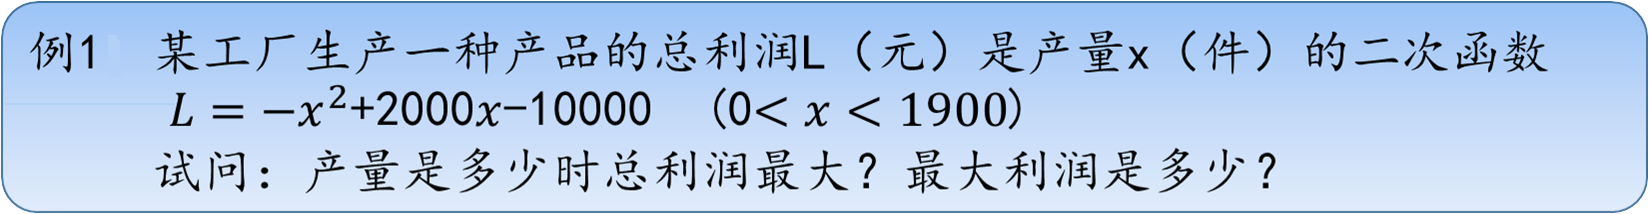 例1 某工厂生产一种产品的总利润L（元）是产量x（件）的二次函数
L = −x²+2000x−10000 (0< x < 1900)
试问：产量是多少时总利润最大？最大利润是多少？